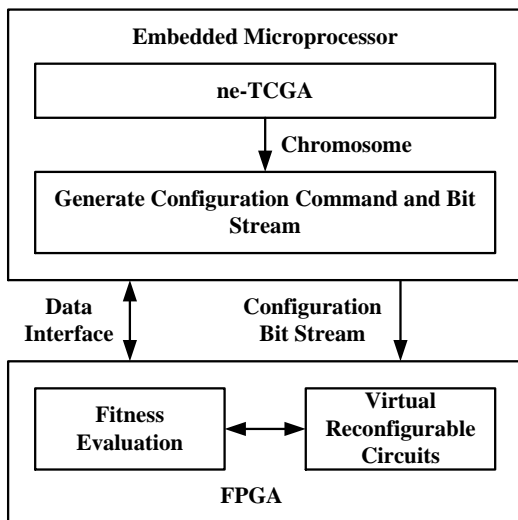 Embedded Microprocessor
ne-TCGA
Chromosome
Generate Configuration Command and Bit
Stream
Data
Interface
Configuration
Bit Stream
Fitness
Evaluation
Virtual
Reconfigurable
Circuits
FPGA